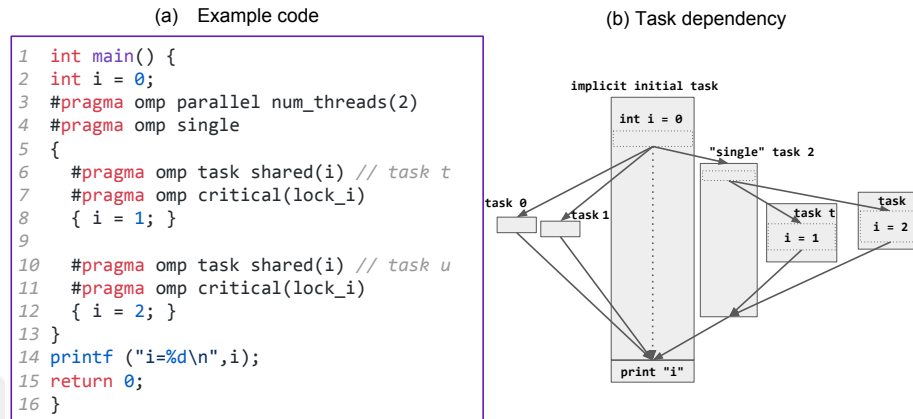 (a) Example code
1 int main() {
2 int i = 0;
3 #pragma omp parallel num_threads(2)
4 #pragma omp single
5 {
6 #pragma omp task shared(i) // task t
7 #pragma omp critical(lock_i)
8 { i = 1; }
9
10 #pragma omp task shared(i) // task u
11 #pragma omp critical(lock_i)
12 { i = 2; }
13 }
14 printf ("i=%d\n",i);
15 return 0;
16 }
(b) Task dependency
implicit initial task
int i = 0
"single" task 2
task 0
task 1
task t
i = 1
task
i = 2
print "i"